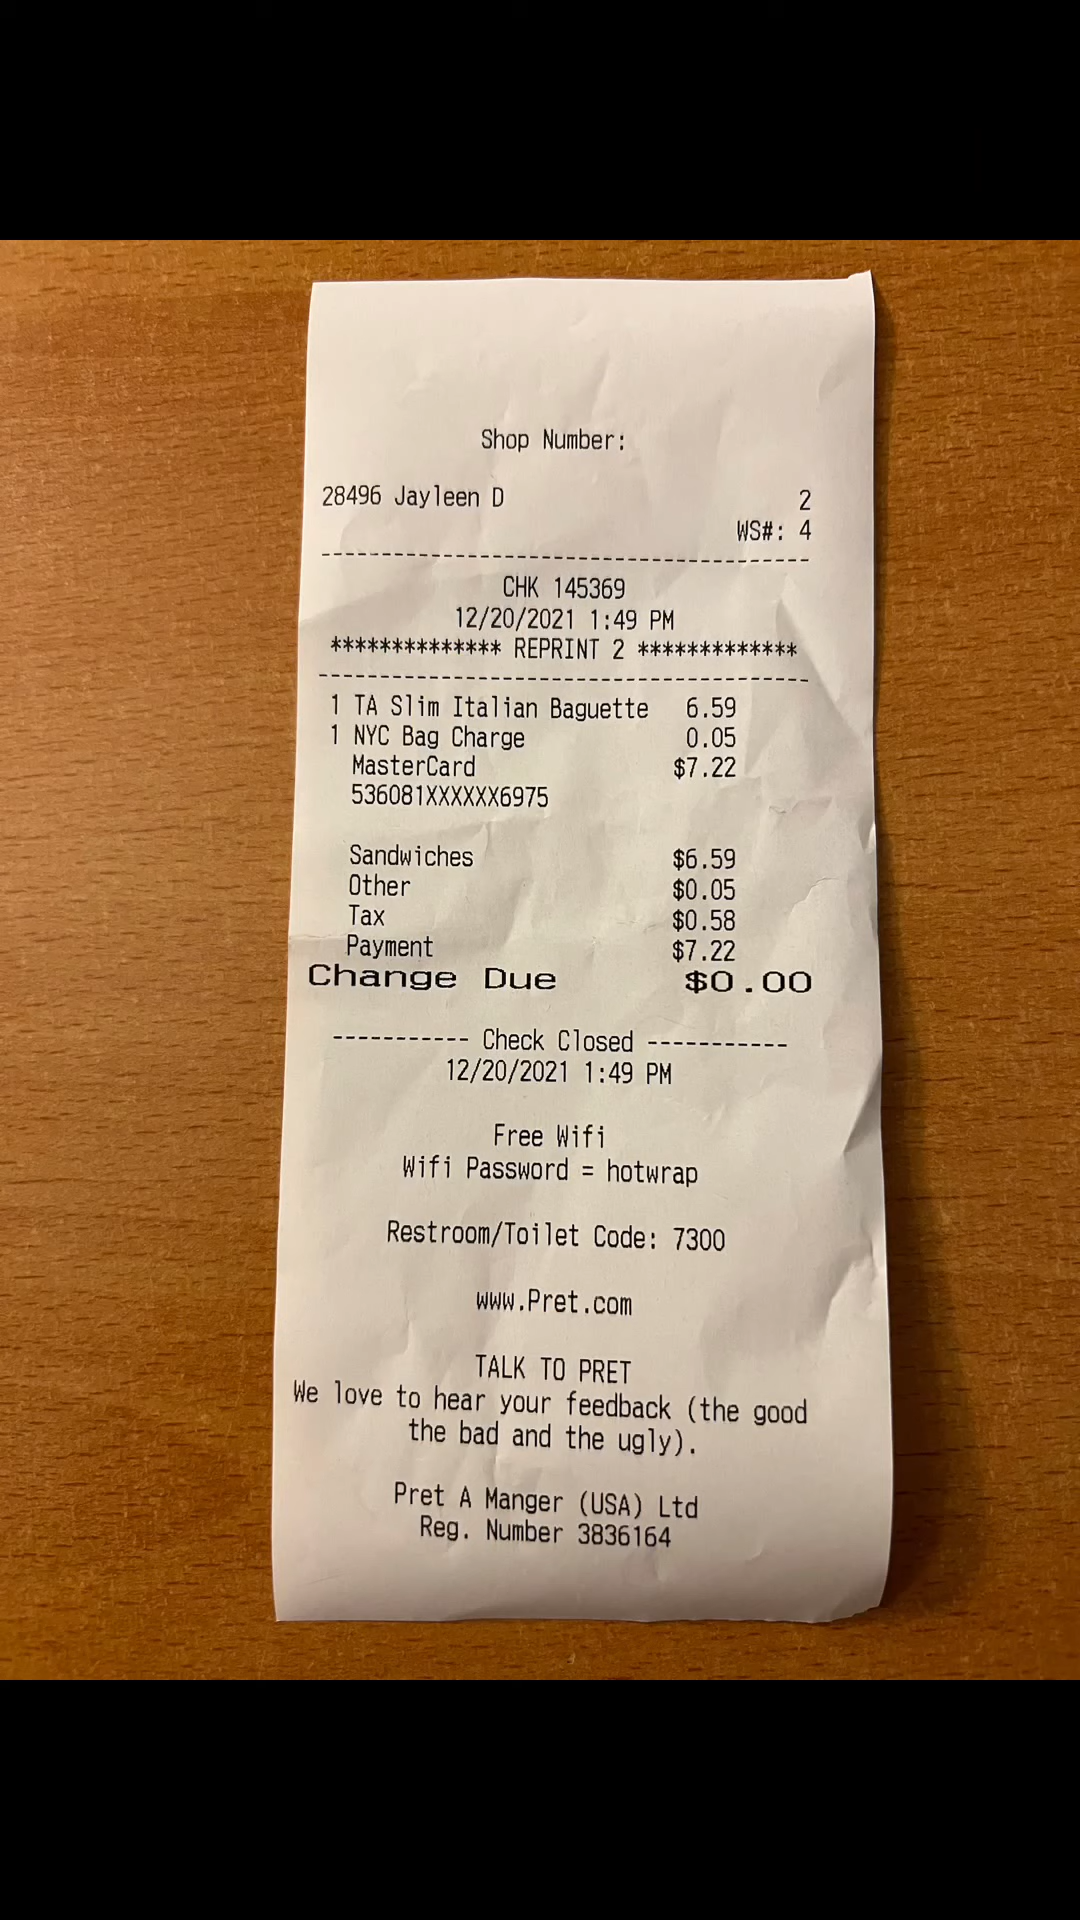 Shop Number:
28496 Jayleen D 2
WS#: 4
------------------------------------
CHK 145369
12/20/2021 1:49 PM
************** REPRINT 2 *************
------------------------------------
1 TA Slim Italian Baguette 6.59
1 NYC Bag Charge 0.05
MasterCard $7.22
536081XXXXXX6975
Sandwiches $6.59
Other $0.05
Tax $0.58
Payment $7.22
Change Due $0.00
----------- Check Closed -----------
12/20/2021 1:49 PM
Free Wifi
Wifi Password = hotwrap
Restroom/Toilet Code: 7300
www.Pret.com
TALK TO PRET
We love to hear your feedback (the good
the bad and the ugly).
Pret A Manger (USA) Ltd
Reg. Number 3836164